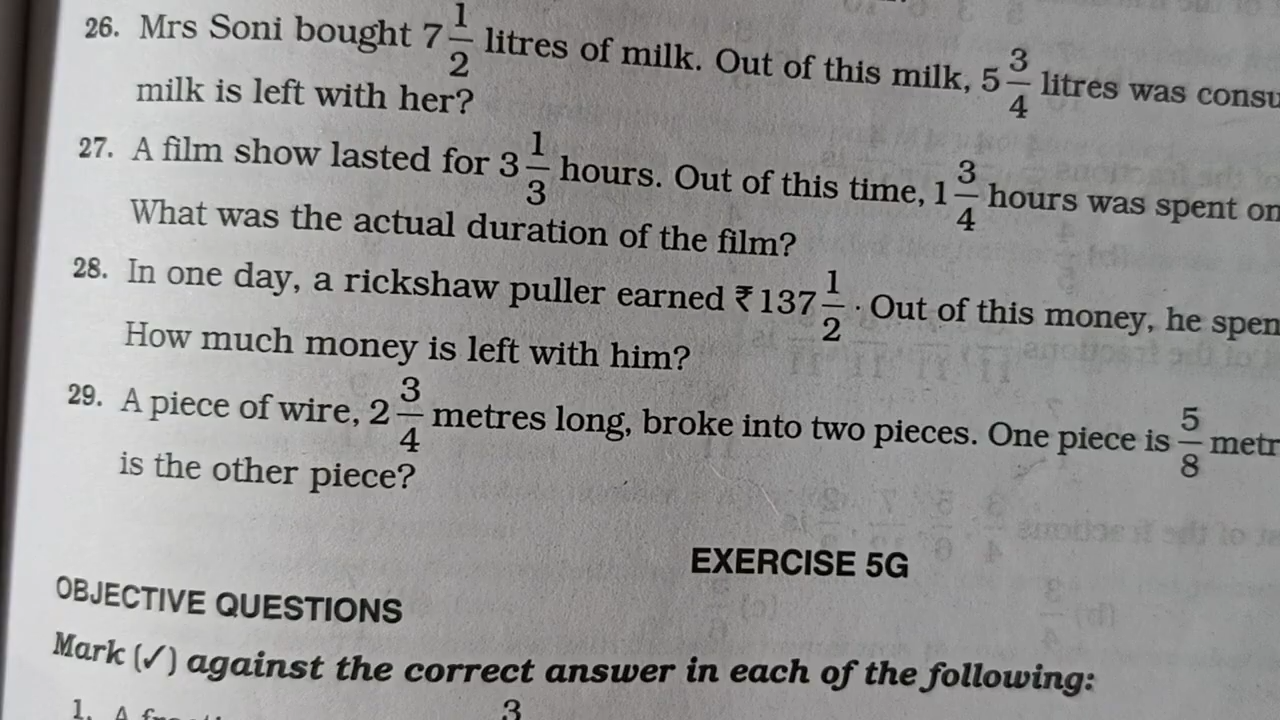 26. Mrs Soni bought 7 1/2 litres of milk. Out of this milk, 5 3/4 litres was
milk is left with her?
27. A film show lasted for 3 1/3 hours. Out of this time, 1 3/4 hours was spent on
What was the actual duration of the film?
28. In one day, a rickshaw puller earned ₹ 137 1/2. Out of this money, he
How much money is left with him?
29. A piece of wire, 2 3/4 metres long, broke into two pieces. One piece is 5/8
is the other piece?
EXERCISE 5G
OBJECTIVE QUESTIONS
Mark (✓) against the correct answer in each of the following:
1. A 3